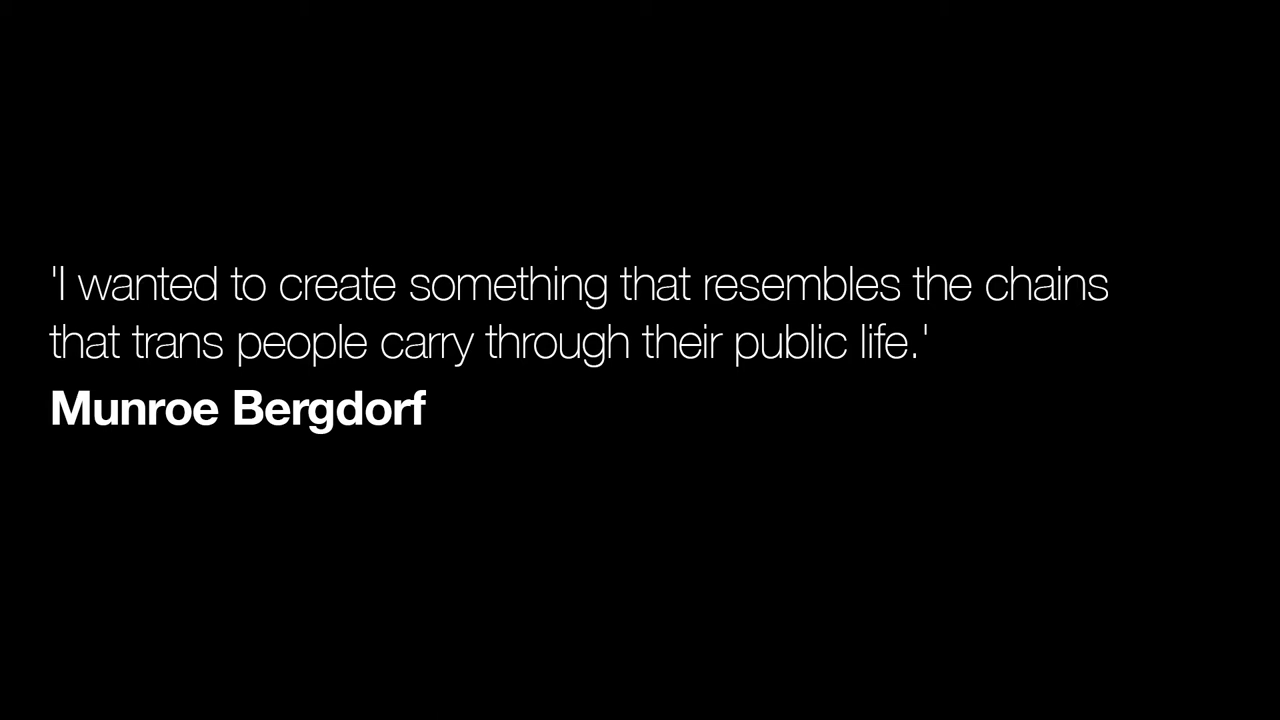 'I wanted to create something that resembles the chains
that trans people carry through their public life.'
Munroe Bergdorf